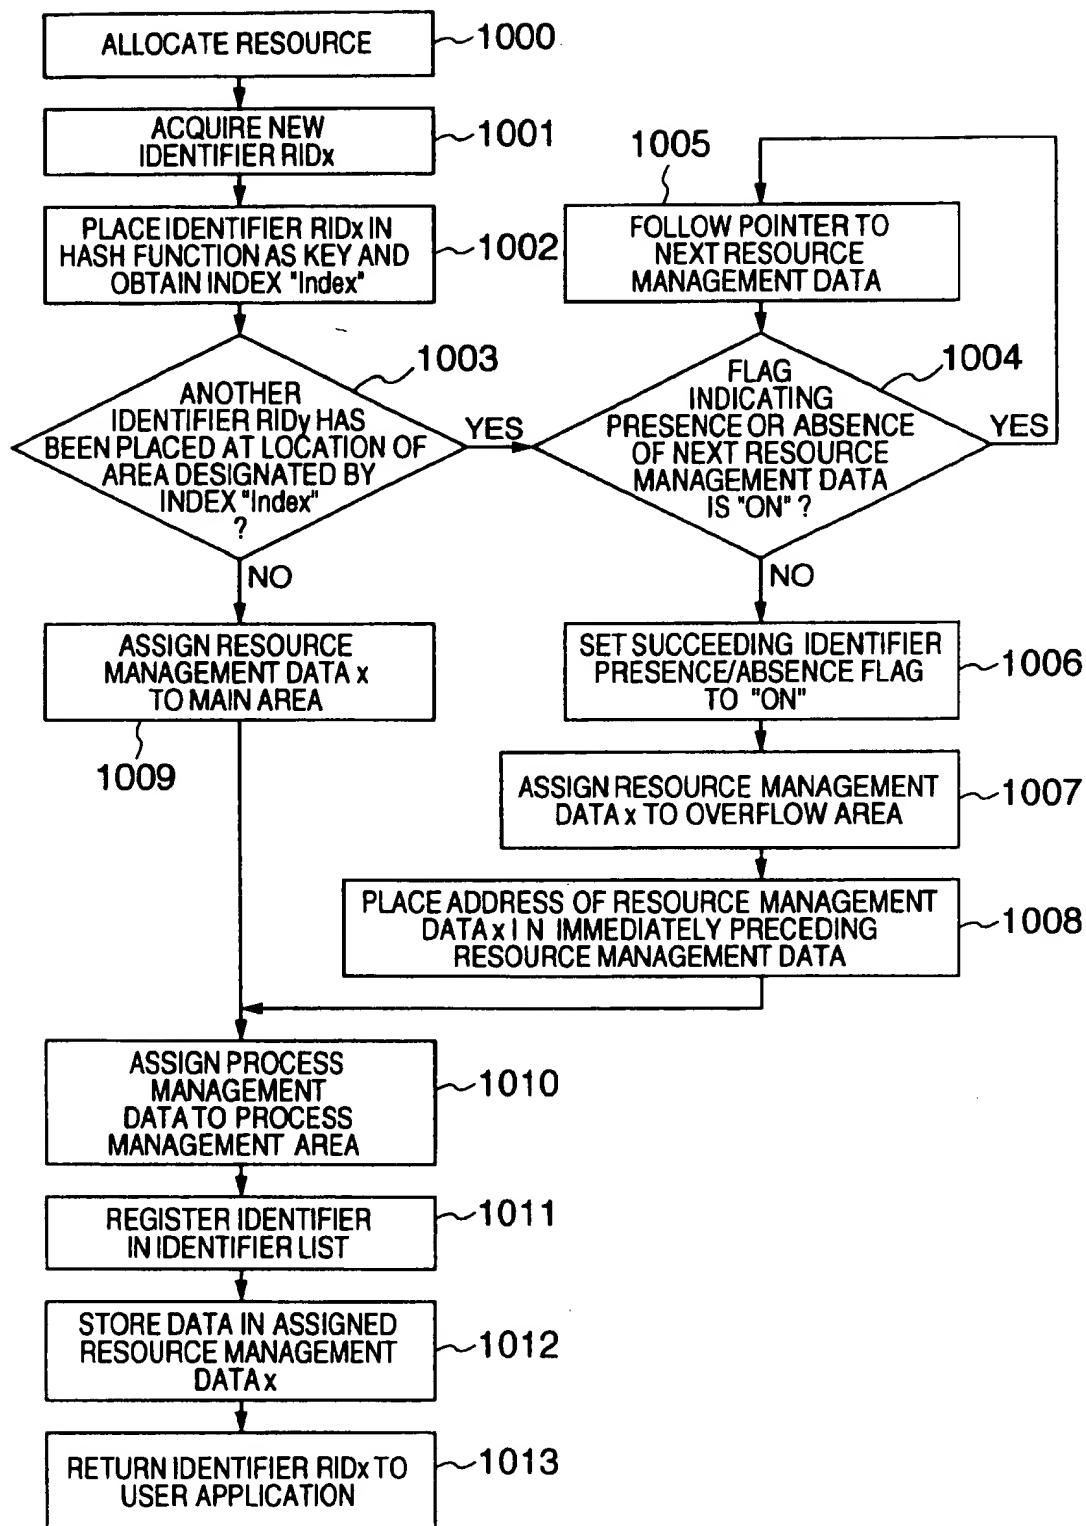 ALLOCATE RESOURCE
1000
ACQUIRE NEW
IDENTIFIER RIDx
1001
PLACE IDENTIFIER RIDx IN
HASH FUNCTION AS KEY AND
OBTAIN INDEX "Index"
1002
ANOTHER
IDENTIFIER RIDy HAS
BEEN PLACED AT LOCATION OF
AREA DESIGNATED BY
INDEX "Index"
?
1003
YES
NO
1005
FOLLOW POINTER TO
NEXT RESOURCE
MANAGEMENT DATA
FLAG
INDICATING
PRESENCE OR ABSENCE
OF NEXT RESOURCE
MANAGEMENT DATA
IS "ON" ?
1004
YES
NO
ASSIGN RESOURCE
MANAGEMENT DATA x
TO MAIN AREA
1009
SET SUCCEEDING IDENTIFIER
PRESENCE/ABSENCE FLAG
TO "ON"
1006
ASSIGN RESOURCE MANAGEMENT
DATA x TO OVERFLOW AREA
1007
PLACE ADDRESS OF RESOURCE MANAGEMENT
DATA x I N IMMEDIATELY PRECEDING
RESOURCE MANAGEMENT DATA
1008
ASSIGN PROCESS
MANAGEMENT
DATA TO PROCESS
MANAGEMENT AREA
1010
REGISTER IDENTIFIER
IN IDENTIFIER LIST
1011
STORE DATA IN ASSIGNED
RESOURCE MANAGEMENT
DATA x
1012
RETURN IDENTIFIER RIDx TO
USER APPLICATION
1013